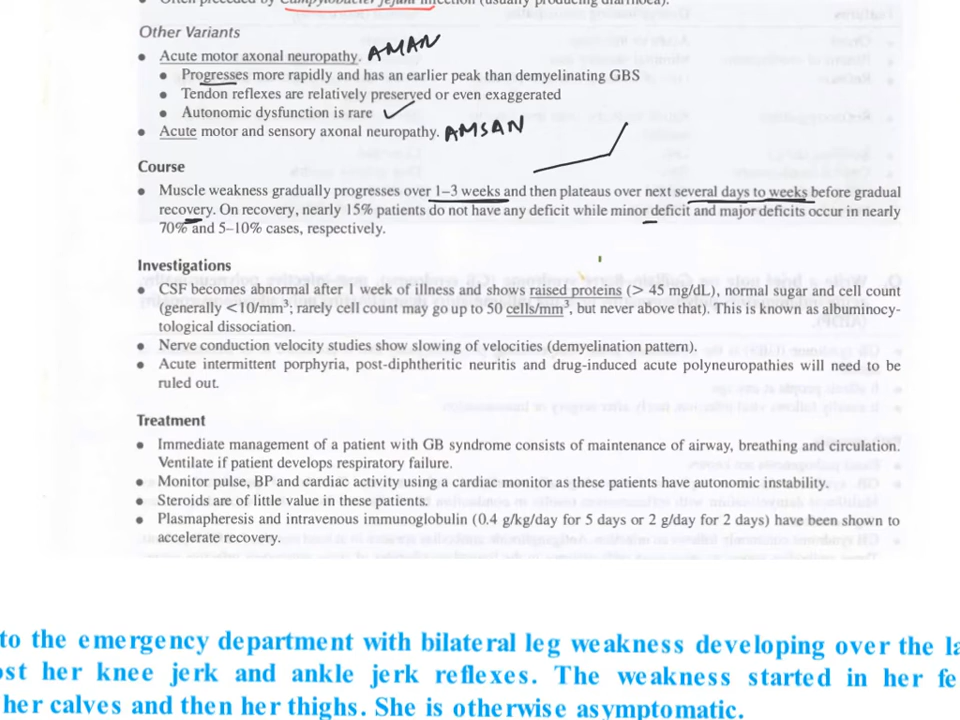 Often preceded by Campylobacter jejuni infection (usually producing diarrhoea).
Other Variants
• Acute motor axonal neuropathy. AMAN
• Progresses more rapidly and has an earlier peak than demyelinating GBS
• Tendon reflexes are relatively preserved or even exaggerated
• Autonomic dysfunction is rare ✓
• Acute motor and sensory axonal neuropathy. AMSAN
Course
• Muscle weakness gradually progresses over 1–3 weeks and then plateaus over next several days to weeks before gradual
recovery. On recovery, nearly 15% patients do not have any deficit while minor deficit and major deficits occur in nearly
70% and 5–10% cases, respectively.
Investigations
• CSF becomes abnormal after 1 week of illness and shows raised proteins (> 45 mg/dL), normal sugar and cell count
(generally <10/mm³; rarely cell count may go up to 50 cells/mm³, but never above that). This is known as albuminocy-
tological dissociation.
• Nerve conduction velocity studies show slowing of velocities (demyelination pattern).
• Acute intermittent porphyria, post-diphtheritic neuritis and drug-induced acute polyneuropathies will need to be
ruled out.
Treatment
• Immediate management of a patient with GB syndrome consists of maintenance of airway, breathing and circulation.
Ventilate if patient develops respiratory failure.
• Monitor pulse, BP and cardiac activity using a cardiac monitor as these patients have autonomic instability.
• Steroids are of little value in these patients.
• Plasmapheresis and intravenous immunoglobulin (0.4 g/kg/day for 5 days or 2 g/day for 2 days) have been shown to
accelerate recovery.
to the emergency department with bilateral leg weakness developing over the la
ost her knee jerk and ankle jerk reflexes. The weakness started in her fe
her calves and then her thighs. She is otherwise asymptomatic.